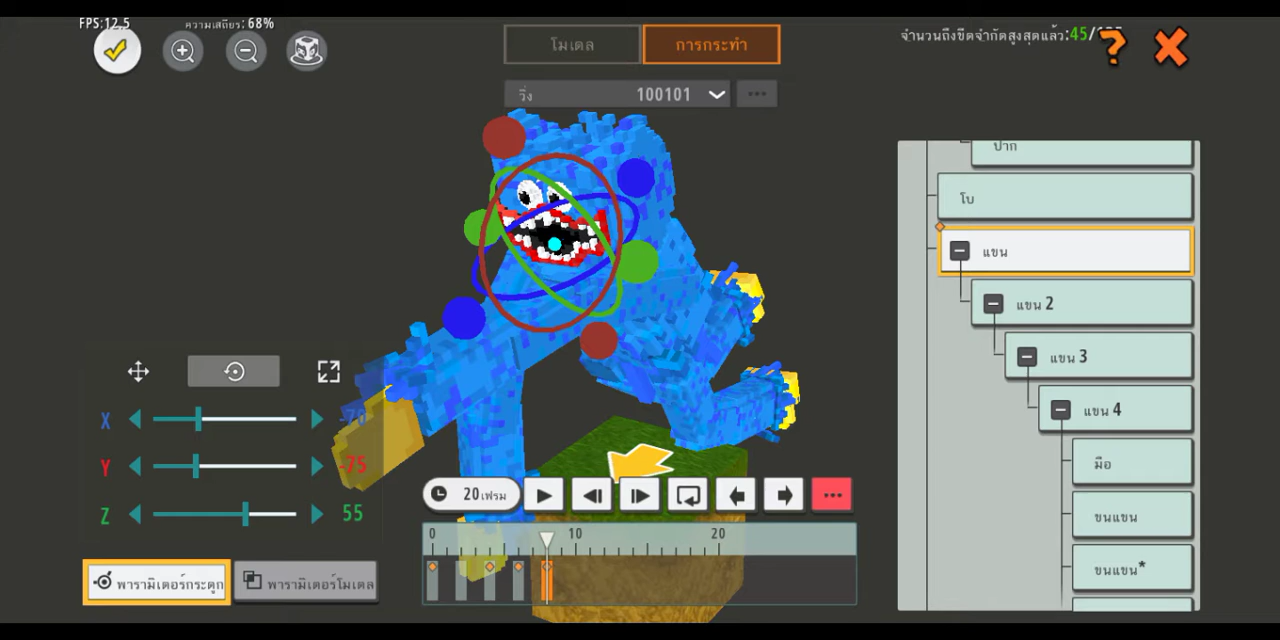 FPS:12.5
ความเสถียร: 68%
โมเดล
การกระทำ
จำนวนถึงขีดจำกัดสูงสุดแล้ว:45/
วิ่ง 100101
ปาก
โบ
แขน
แขน 2
แขน 3
แขน 4
มือ
ขนแขน
ขนแขน*
X -70
Y -75
Z 55
20เฟรม
0 10 20
พารามิเตอร์กระดูก
พารามิเตอร์โมเดล